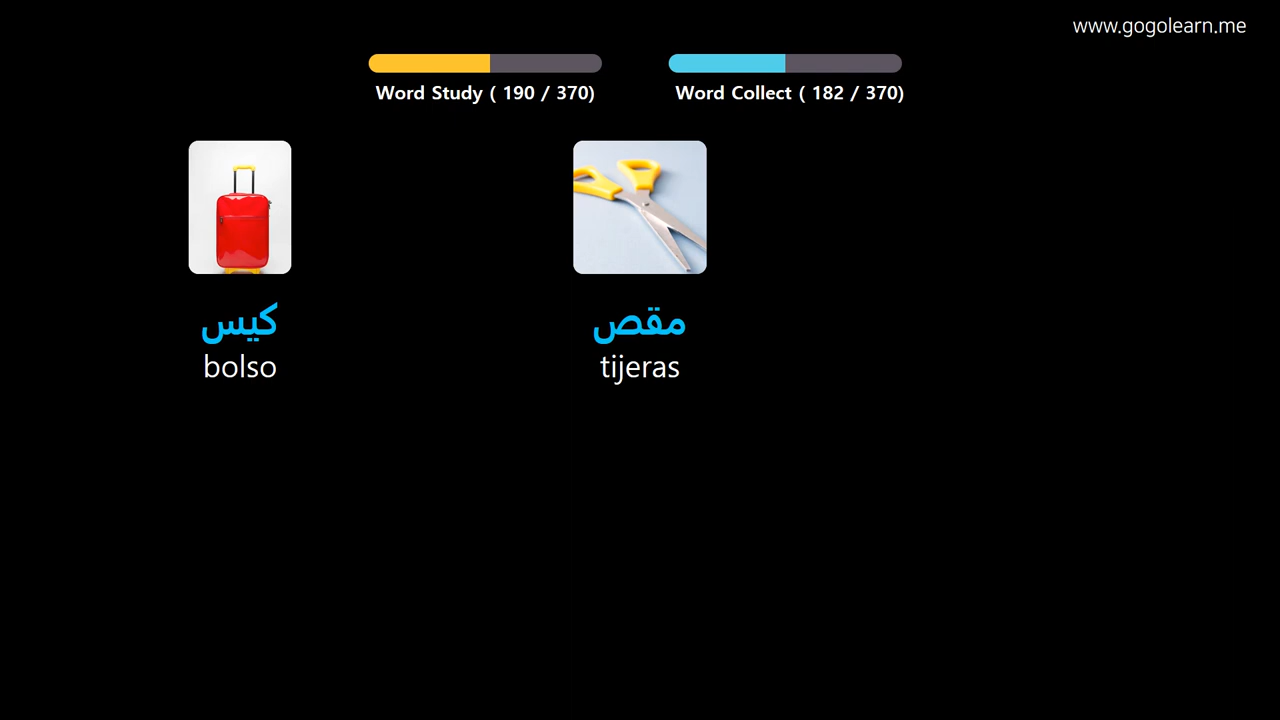 www.gogolearn.me
Word Study ( 190 / 370)
Word Collect ( 182 / 370)
كيس
bolso
مقص
tijeras